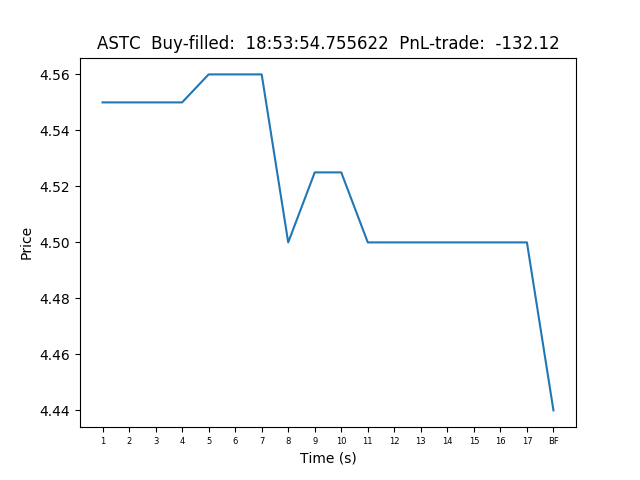 ASTC  Buy-filled:  18:53:54.755622  PnL-trade:  -132.12
4.56
4.54
4.52
4.50
4.48
4.46
4.44
Price
1 2 3 4 5 6 7 8 9 10 11 12 13 14 15 16 17 BF
Time (s)